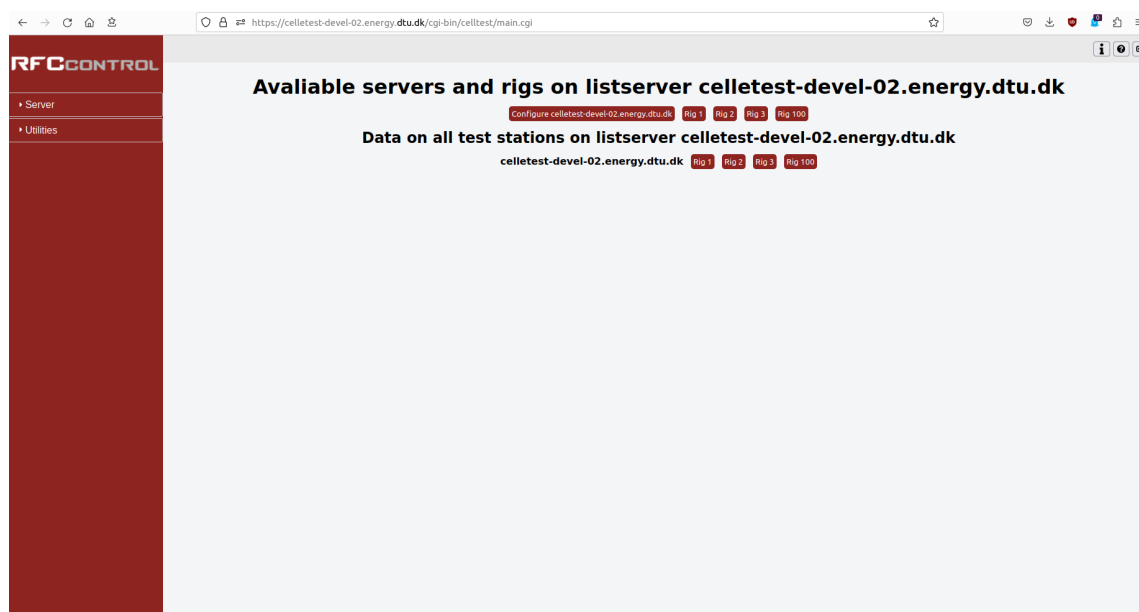 https://celletest-devel-02.energy.dtu.dk/cgi-bin/celltest/main.cgi
RFCCONTROL
Server
Utilities
Avaliable servers and rigs on listserver celletest-devel-02.energy.dtu.dk
Configure celletest-devel-02.energy.dtu.dk Rig 1 Rig 2 Rig 3 Rig 100
Data on all test stations on listserver celletest-devel-02.energy.dtu.dk
celletest-devel-02.energy.dtu.dk Rig 1 Rig 2 Rig 3 Rig 100